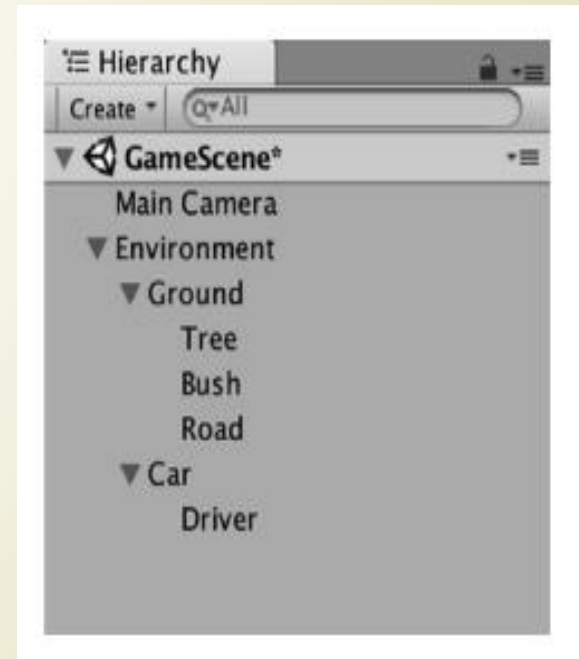 Hierarchy
Create All
GameScene*
Main Camera
Environment
Ground
Tree
Bush
Road
Car
Driver